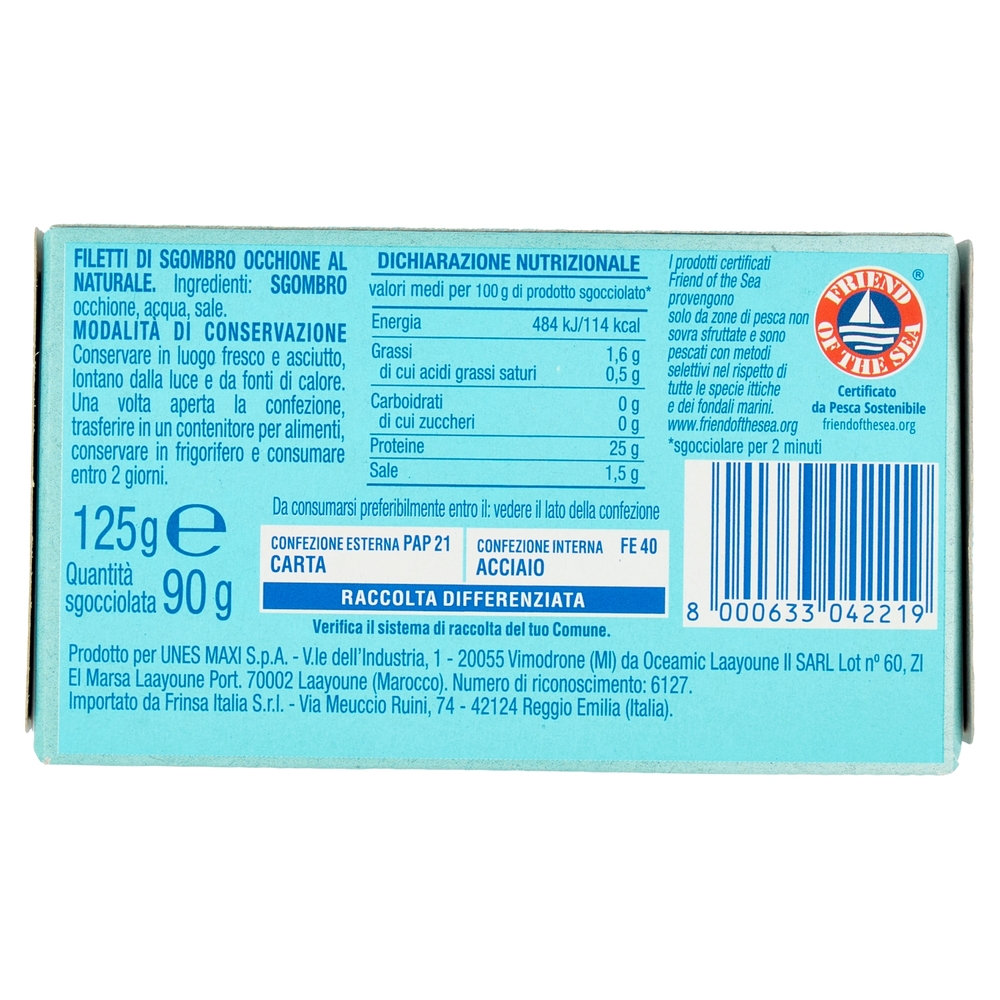 FILETTI DI SGOMBRO OCCHIONE AL
NATURALE. Ingredienti: SGOMBRO
occhione, acqua, sale.
MODALITÀ DI CONSERVAZIONE
Conservare in luogo fresco e asciutto,
lontano dalla luce e da fonti di calore.
Una volta aperta la confezione,
trasferire in un contenitore per alimenti,
conservare in frigorifero e consumare
entro 2 giorni.
125g e
Quantità
sgocciolata 90 g
DICHIARAZIONE NUTRIZIONALE
valori medi per 100 g di prodotto sgocciolato*
Energia 484 kJ/114 kcal
Grassi 1,6 g
di cui acidi grassi saturi 0,5 g
Carboidrati 0 g
di cui zuccheri 0 g
Proteine 25 g
Sale 1,5 g
I prodotti certificati
Friend of the Sea
provengono
solo da zone di pesca non
sovra sfruttate e sono
pescati con metodi
selettivi nel rispetto di
tutte le specie ittiche
e dei fondali marini.
www.friendofthesea.org
*sgocciolare per 2 minuti
FRIEND OF THE SEA ®
Certificato
da Pesca Sostenibile
friendofthesea.org
Da consumarsi preferibilmente entro il: vedere il lato della confezione
CONFEZIONE ESTERNA PAP 21
CARTA
CONFEZIONE INTERNA FE 40
ACCIAIO
RACCOLTA DIFFERENZIATA
Verifica il sistema di raccolta del tuo Comune.
8 000633 042219
Prodotto per UNES MAXI S.p.A. - V.le dell'Industria, 1 - 20055 Vimodrone (MI) da Oceamic Laayoune II SARL Lot n° 60, ZI
El Marsa Laayoune Port. 70002 Laayoune (Marocco). Numero di riconoscimento: 6127.
Importato da Frinsa Italia S.r.l. - Via Meuccio Ruini, 74 - 42124 Reggio Emilia (Italia).